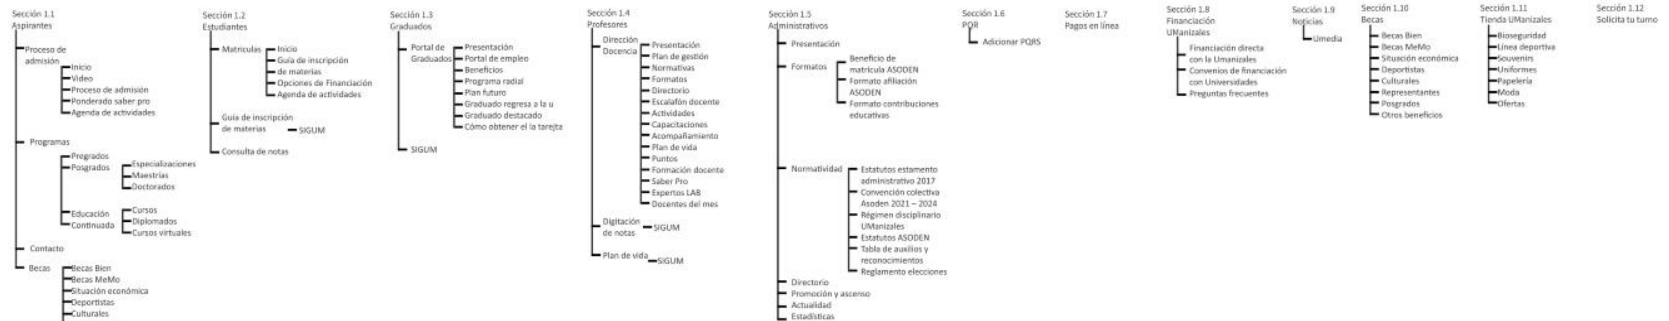 Sección 1.1
Aspirantes
Proceso de
admisión
Inicio
Video
Proceso de admisión
Ponderado saber pro
Agenda de actividades
Programas
Pregrados
Posgrados
Especializaciones
Maestrías
Doctorados
Educación
Continuada
Cursos
Diplomados
Cursos virtuales
Contacto
Becas
Becas Bien
Becas MeMo
Situación económica
Deportistas
Culturales
Sección 1.2
Estudiantes
Matriculas
Inicio
Guía de inscripción
de materias
Opciones de Financiación
Agenda de actividades
Guía de inscripción
de materias
SIGUM
Consulta de notas
Sección 1.3
Graduados
Portal de
Graduados
Presentación
Portal de empleo
Beneficios
Programa radial
Plan futuro
Graduado regresa a la u
Graduado destacado
Cómo obtener el la tarejta
SIGUM
Sección 1.4
Profesores
Dirección
Docencia
Presentación
Plan de gestión
Normativas
Formatos
Directorio
Escalafón docente
Actividades
Capacitaciones
Acompañamiento
Plan de vida
Puntos
Formación docente
Saber Pro
Expertos LAB
Docentes del mes
Digitación
de notas
SIGUM
Plan de vida
SIGUM
Sección 1.5
Administrativos
Presentación
Formatos
Beneficio de
matrícula ASODEN
Formato afiliación
ASODEN
Formato contribuciones
educativas
Normatividad
Estatutos estamento
administrativo 2017
Convención colectiva
Asoden 2021 – 2024
Régimen disciplinario
UManizales
Estatutos ASODEN
Tabla de auxilios y
reconocimientos
Reglamento elecciones
Directorio
Promoción y ascenso
Actualidad
Estadísticas
Sección 1.6
PQR
Adicionar PQRS
Sección 1.7
Pagos en línea
Sección 1.8
Financiación
UManizales
Financiación directa
con la Umanizales
Convenios de financiación
con Universidades
Preguntas frecuentes
Sección 1.9
Noticias
Umedia
Sección 1.10
Becas
Becas Bien
Becas MeMo
Situación económica
Deportistas
Culturales
Representantes
Posgrados
Otros beneficios
Sección 1.11
Tienda UManizales
Bioseguridad
Línea deportiva
Souvenirs
Uniformes
Papelería
Moda
Ofertas
Sección 1.12
Solicita tu turno